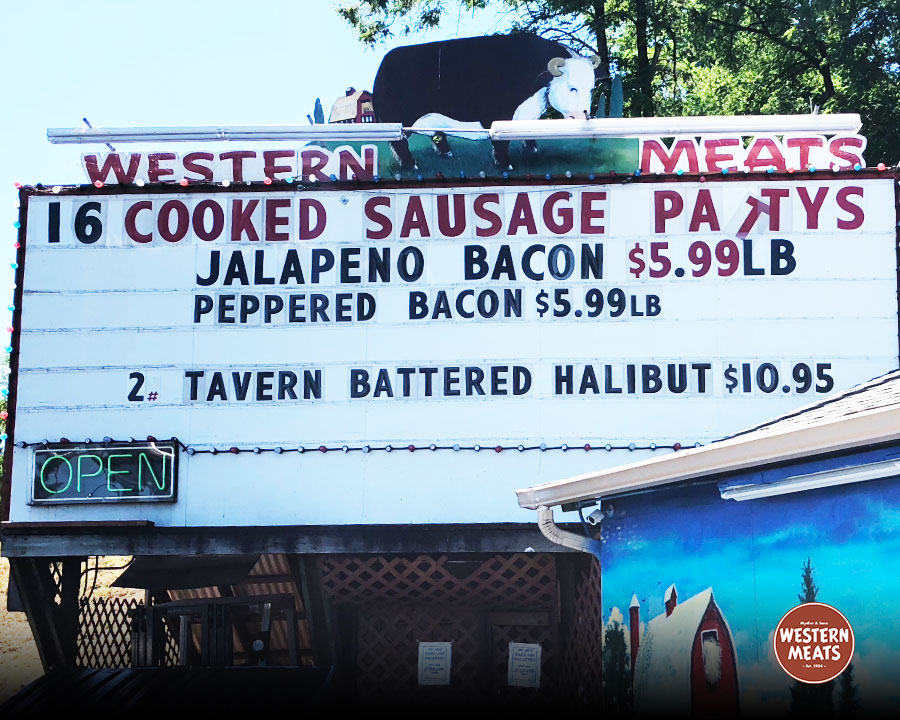 WESTERN MEATS
16 COOKED SAUSAGE PATTYS
JALAPENO BACON $5.99LB
PEPPERED BACON $5.99LB
2# TAVERN BATTERED HALIBUT $10.95
OPEN
WESTERN
MEATS